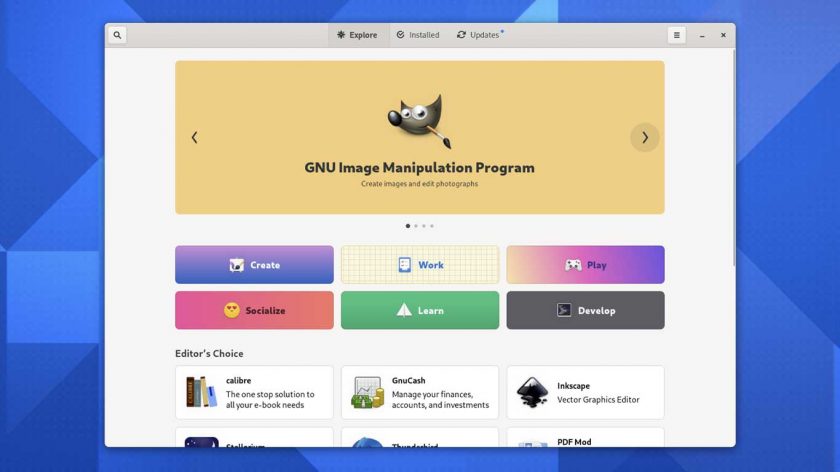 Explore
Installed
Updates
GNU Image Manipulation Program
Create images and edit photographs
Create
Work
Play
Socialize
Learn
Develop
Editor's Choice
calibre
The one stop solution to
all your e-book needs
GnuCash
Manage your finances,
accounts, and investments
Inkscape
Vector Graphics Editor
Stellarium
Thunderbird
PDF Mod